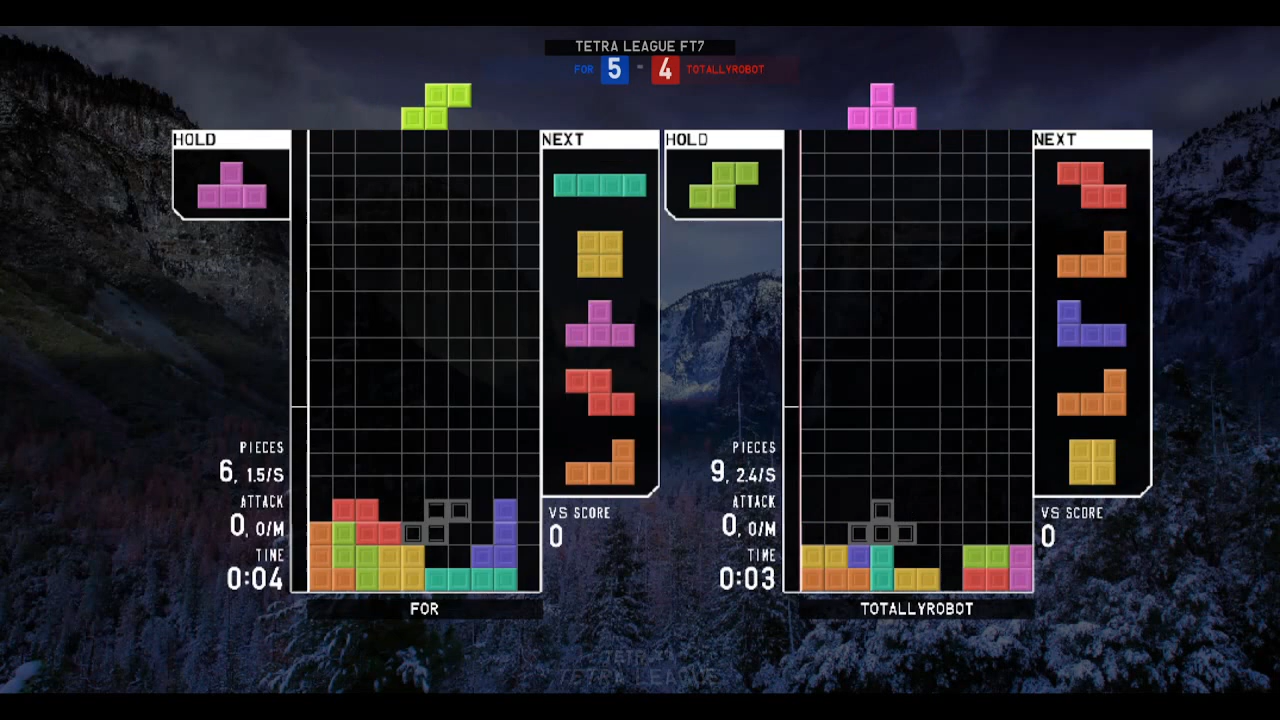 TETRA LEAGUE FT7
FOR 5 - 4 TOTALLYROBOT
HOLD
NEXT
PIECES
6, 1.5/S
ATTACK
0, 0/M
TIME
0:04
VS SCORE
0
FOR
HOLD
NEXT
PIECES
9, 2.4/S
ATTACK
0, 0/M
TIME
0:03
VS SCORE
0
TOTALLYROBOT
TETRA LEAGUE